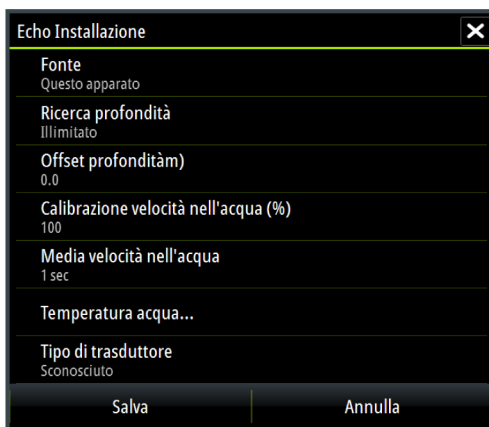 Echo Installazione
Fonte
Questo apparato
Ricerca profondità
Illimitato
Offset profonditàm)
0.0
Calibrazione velocità nell'acqua (%)
100
Media velocità nell'acqua
1 sec
Temperatura acqua...
Tipo di trasduttore
Sconosciuto
Salva
Annulla